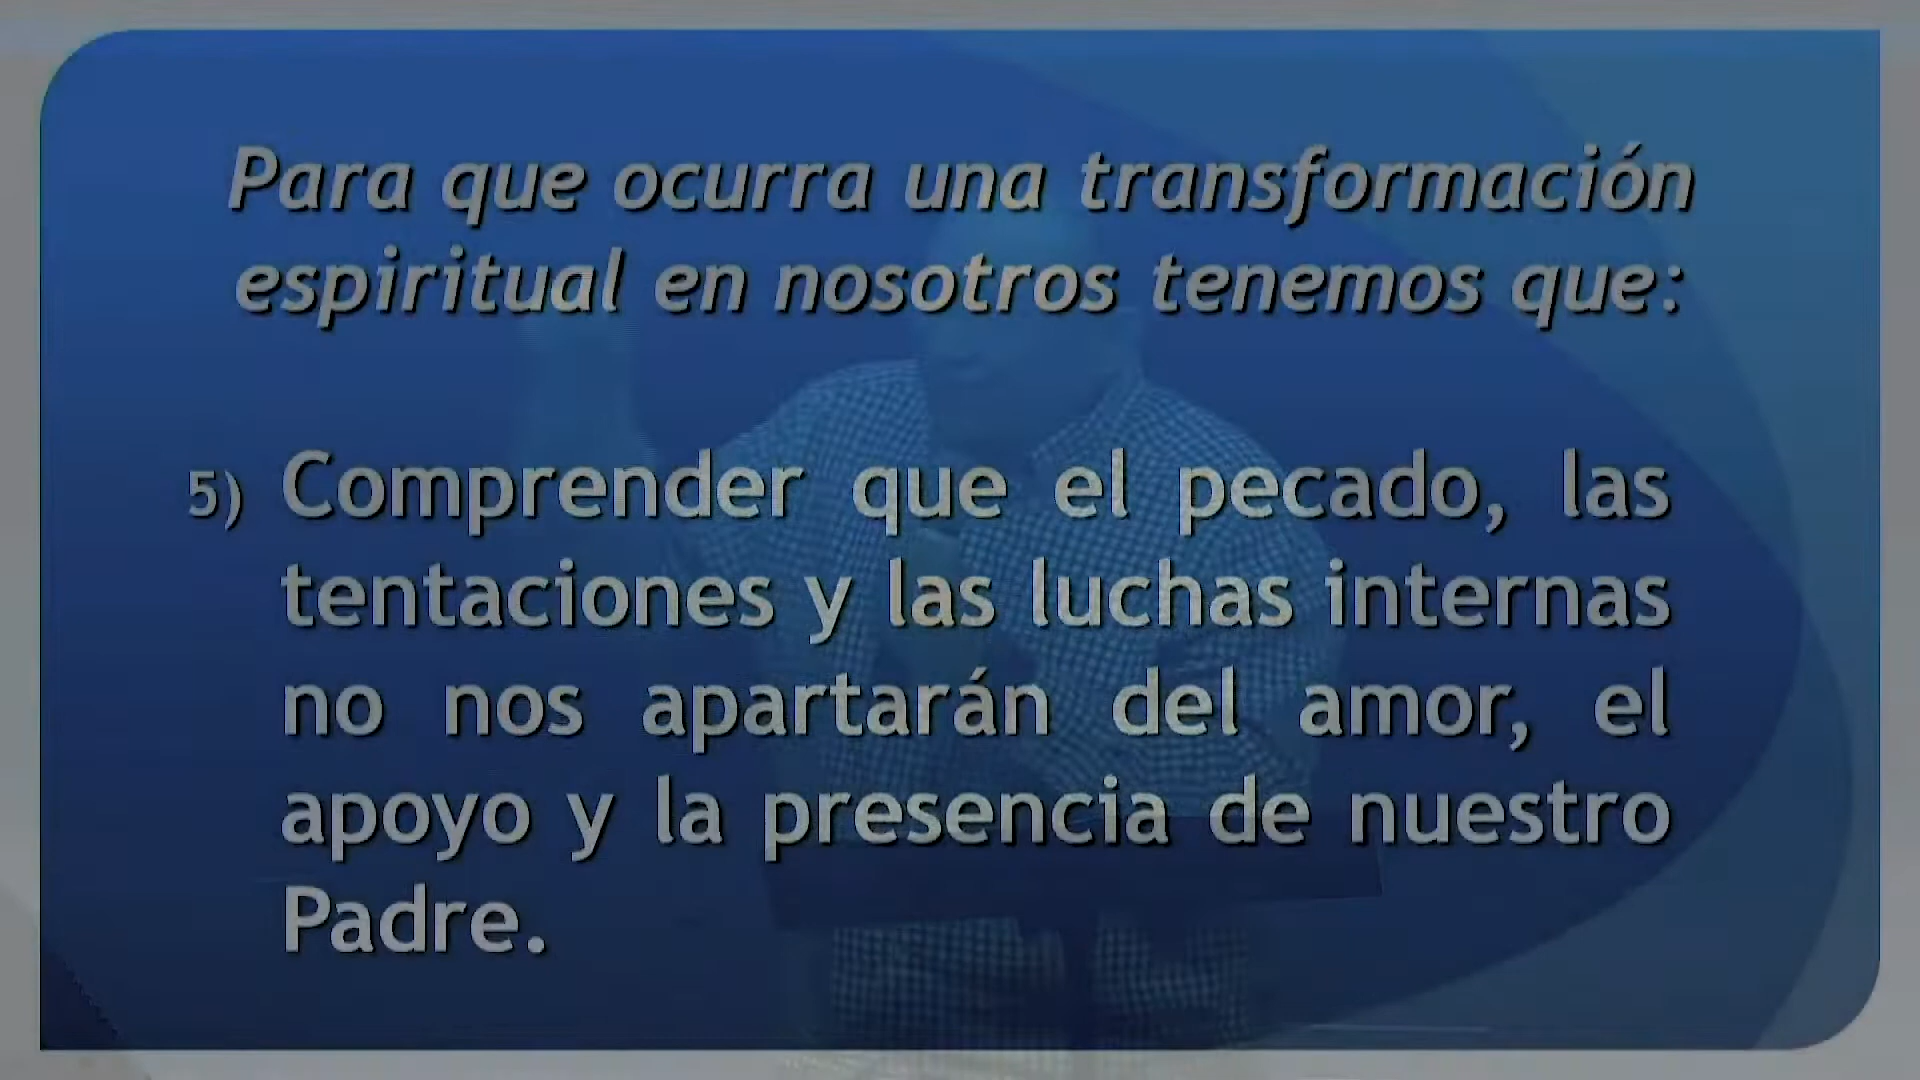 Para que ocurra una transformación
espiritual en nosotros tenemos que:
5) Comprender que el pecado, las
tentaciones y las luchas internas
no nos apartarán del amor, el
apoyo y la presencia de nuestro
Padre.